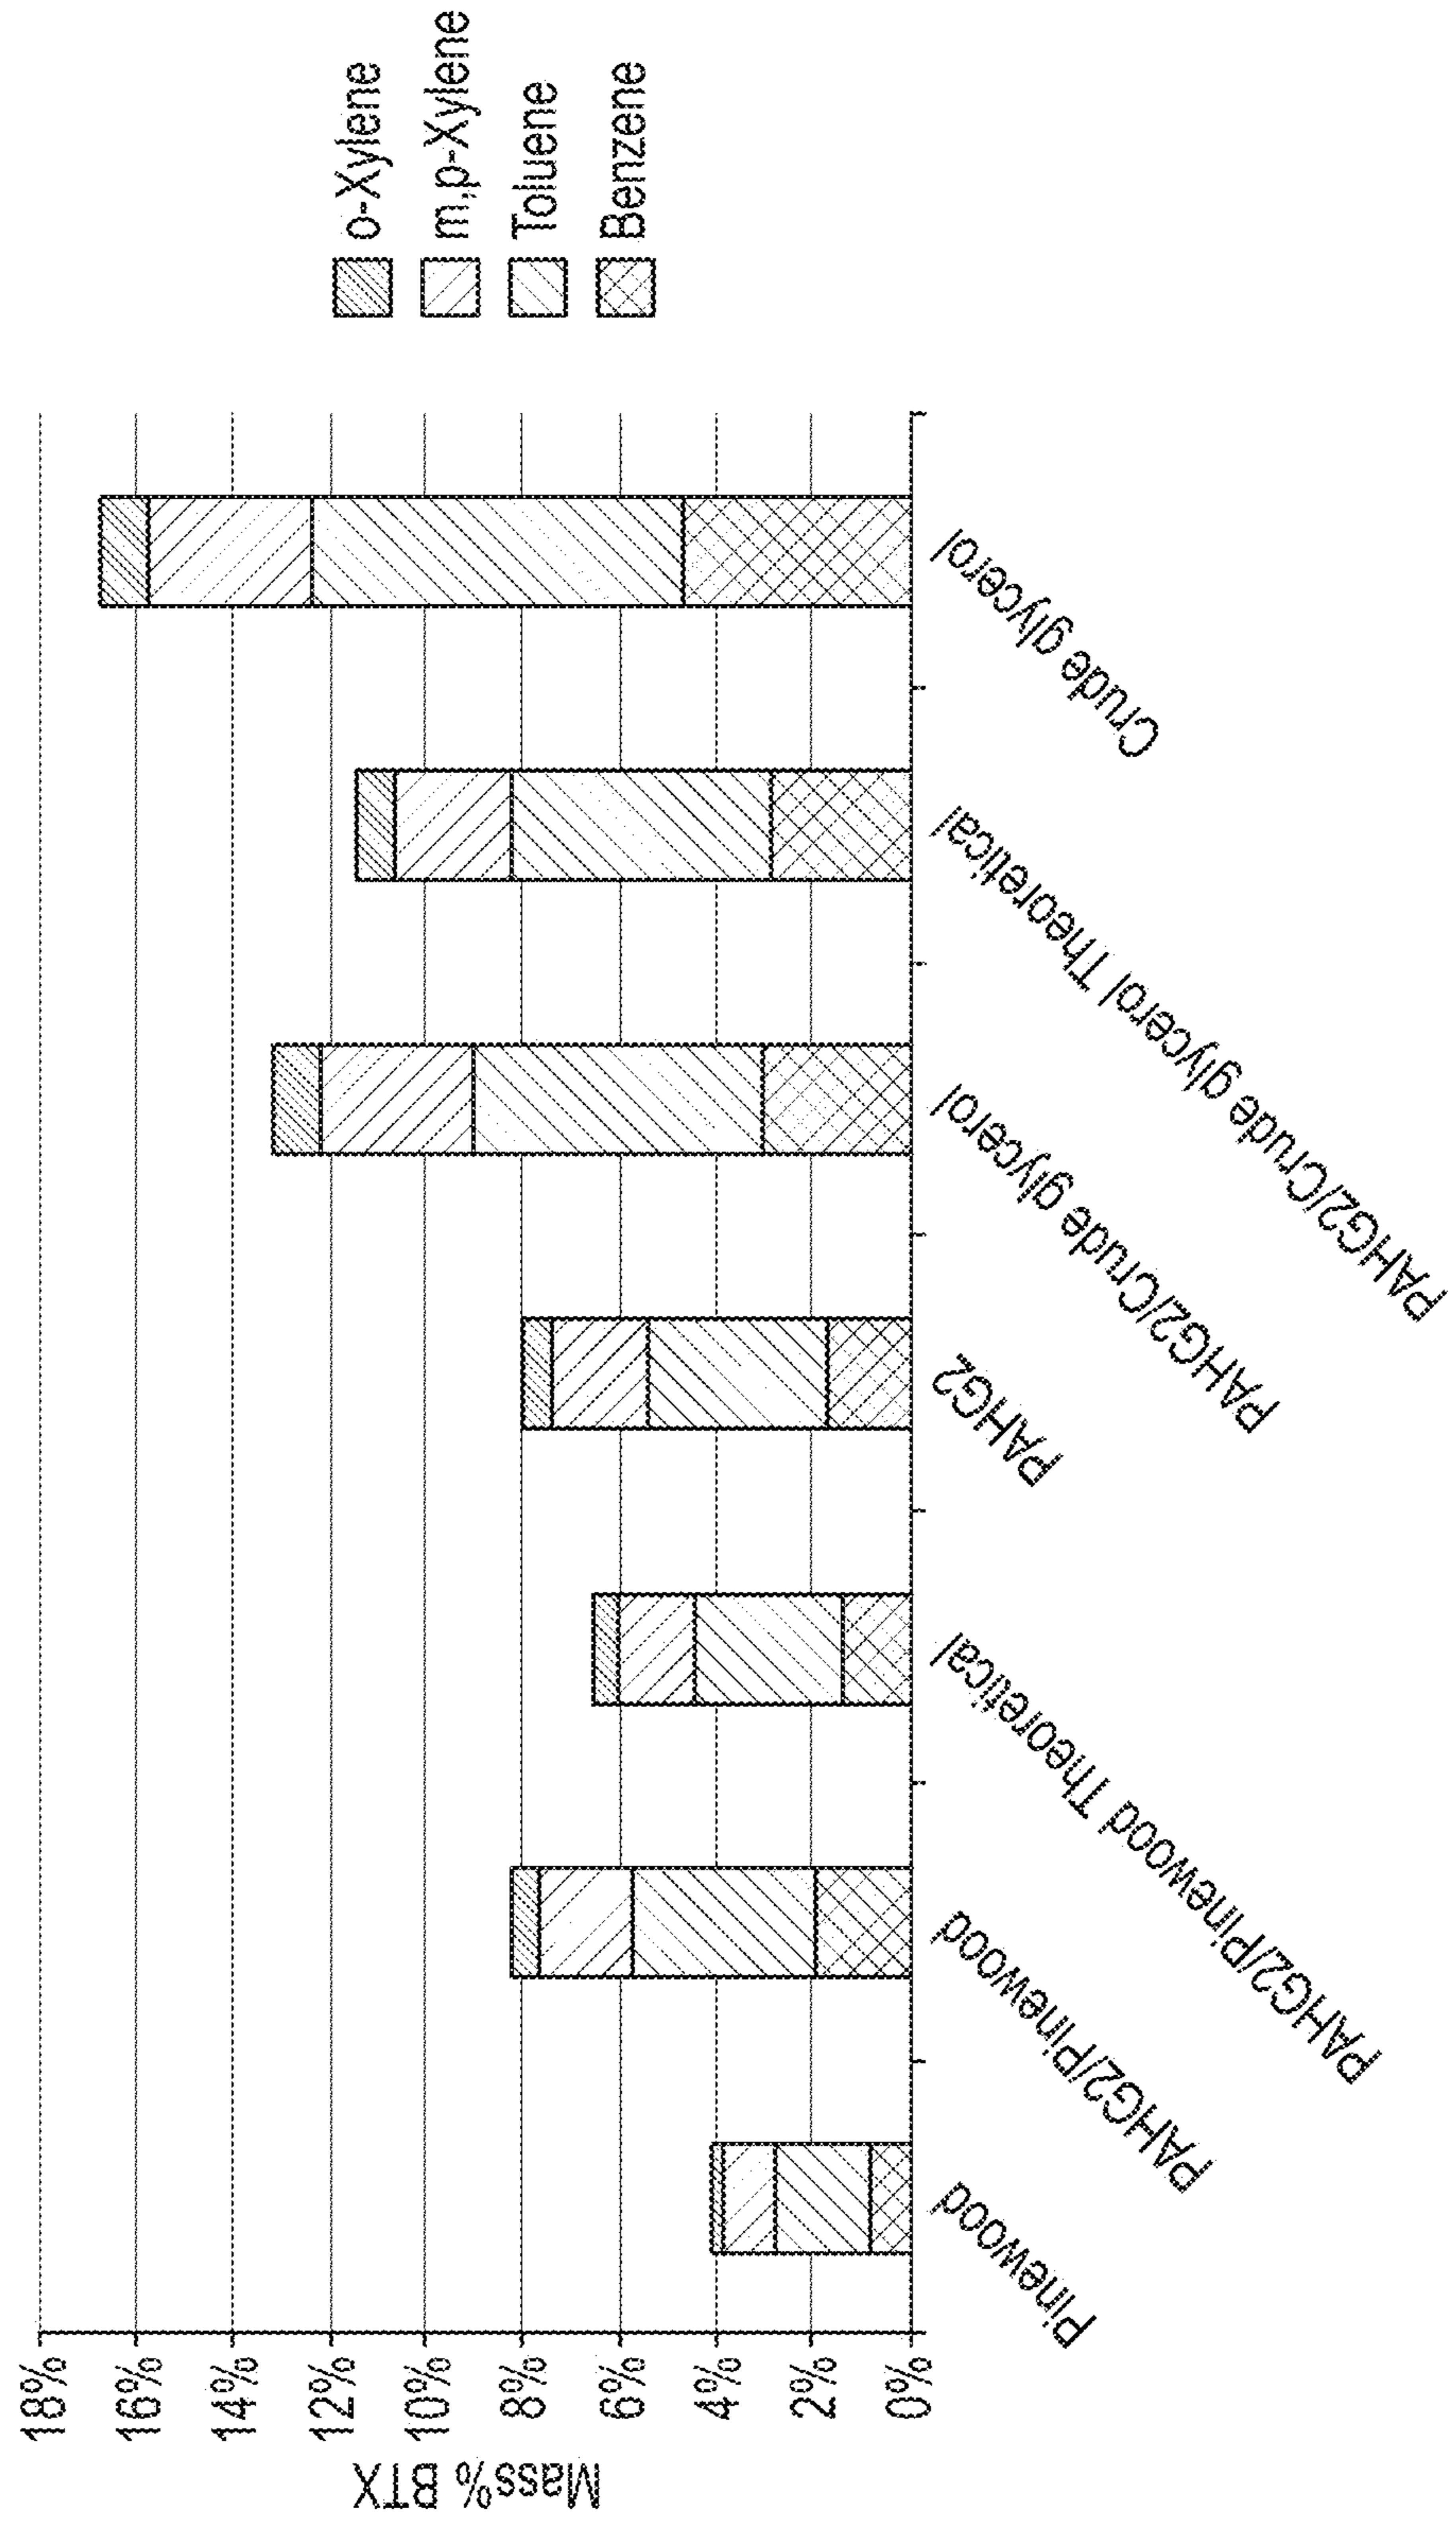 Mass% BTX
18%
16%
14%
12%
10%
8%
6%
4%
2%
0%
Pinewood
PAHG2/Pinewood
PAHG2/Pinewood Theoretical
PAHG2
PAHG2/Crude glycerol
PAHG2/Crude glycerol Theoretical
Crude glycerol
o-Xylene
m,p-Xylene
Toluene
Benzene